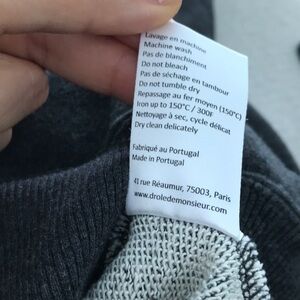 Lavage en machine
Machine wash
Pas de blanchiment
Do not bleach
Pas de séchage en tambour
Do not tumble dry
Repassage au fer moyen (150°C)
Iron up to 150°C / 300F
Nettoyage à sec, cycle délicat
Dry clean delicately
Fabriqué au Portugal
Made in Portugal
41 rue Réaumur, 75003, Paris
www.droledemonsieur.com